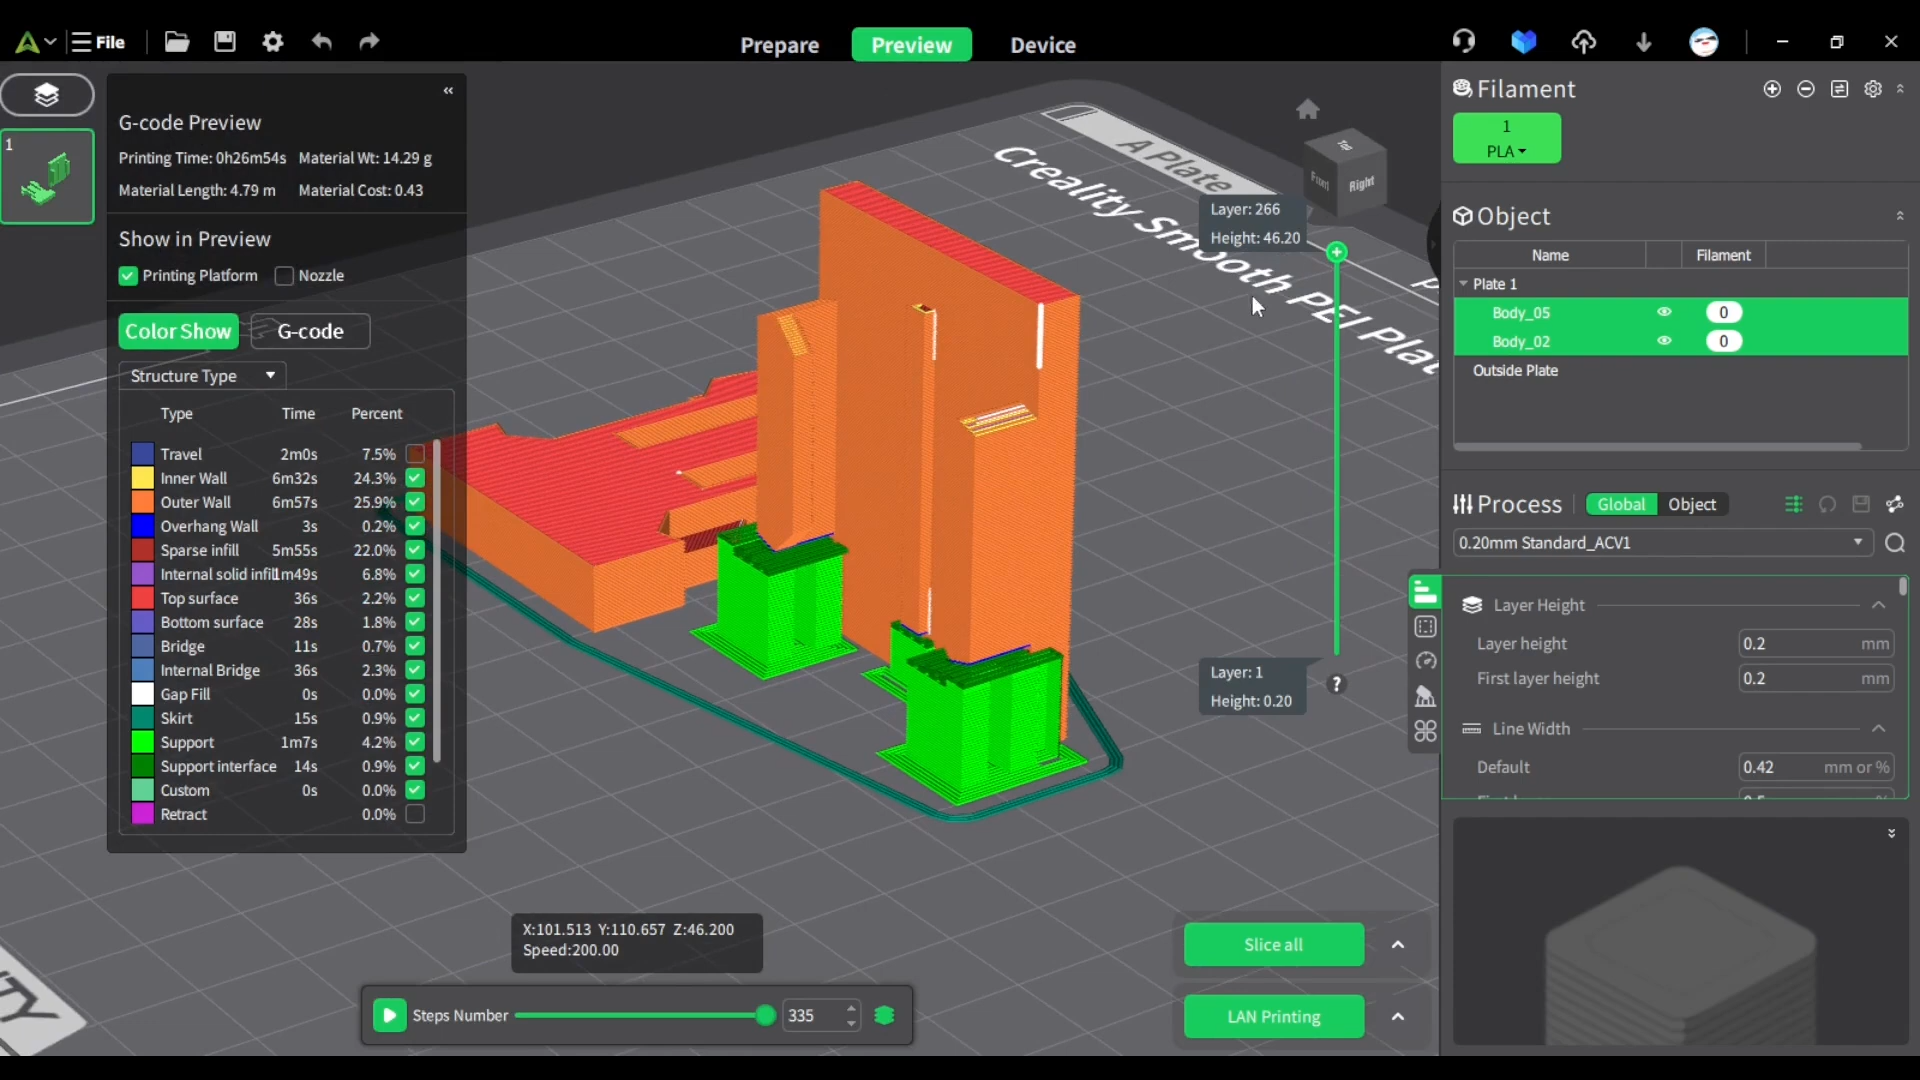 File
Prepare
Preview
Device
1
G-code Preview
Printing Time: 0h26m54s Material Wt: 14.29 g
Material Length: 4.79 m Material Cost: 0.43
Show in Preview
Printing Platform Nozzle
Color Show G-code
Structure Type
Type Time Percent
Travel 2m0s 7.5%
Inner Wall 6m32s 24.3%
Outer Wall 6m57s 25.9%
Overhang Wall 3s 0.2%
Sparse infill 5m55s 22.0%
Internal solid infill 1m49s 6.8%
Top surface 36s 2.2%
Bottom surface 28s 1.8%
Bridge 11s 0.7%
Internal Bridge 36s 2.3%
Gap Fill 0s 0.0%
Skirt 15s 0.9%
Support 1m7s 4.2%
Support interface 14s 0.9%
Custom 0s 0.0%
Retract 0.0%
A Plate
Creality Smooth PEI Plat
Top
Front
Right
Layer: 266
Height: 46.20
Layer: 1
Height: 0.20
?
X:101.513 Y:110.657 Z:46.200
Speed:200.00
Steps Number 335
Slice all
LAN Printing
Filament
1
PLA
Object
Name Filament
Plate 1
Body_05 0
Body_02 0
Outside Plate
Process Global Object
0.20mm Standard_ACV1
Layer Height
Layer height 0.2 mm
First layer height 0.2 mm
Line Width
Default 0.42 mm or %